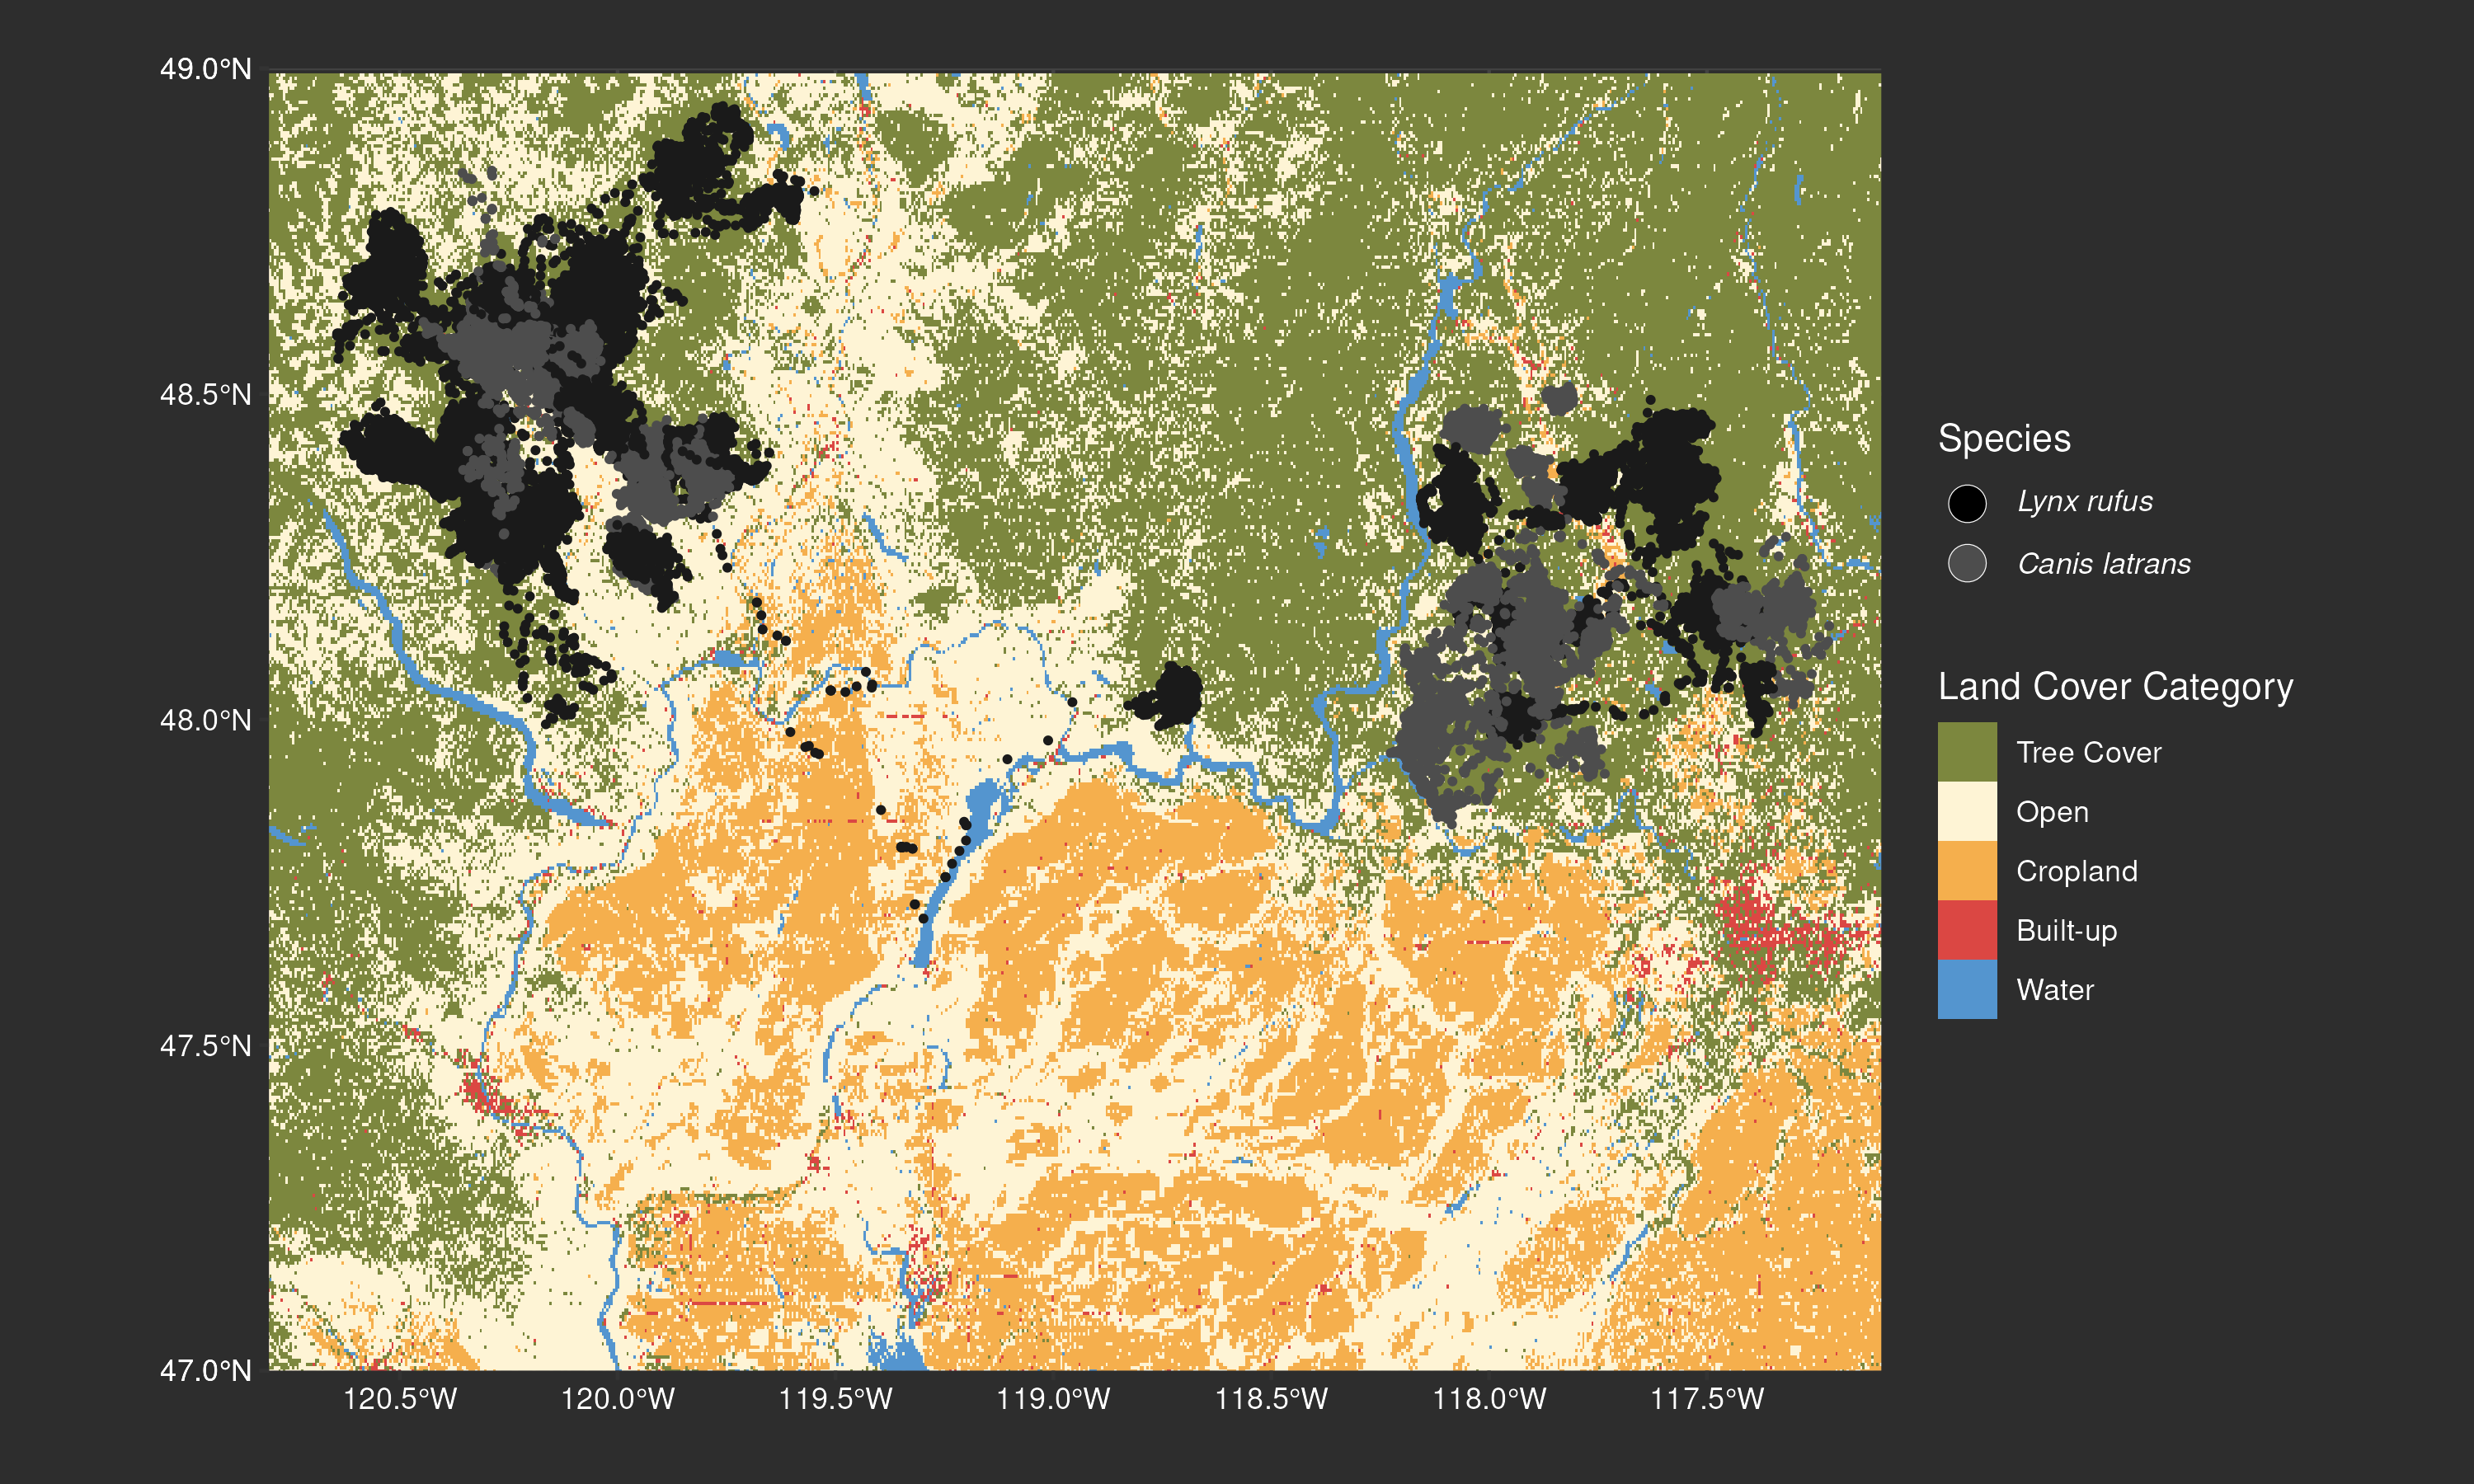 49.0°N
48.5°N
48.0°N
47.5°N
47.0°N
120.5°W 120.0°W 119.5°W 119.0°W 118.5°W 118.0°W 117.5°W
Species
Lynx rufus
Canis latrans
Land Cover Category
Tree Cover
Open
Cropland
Built-up
Water